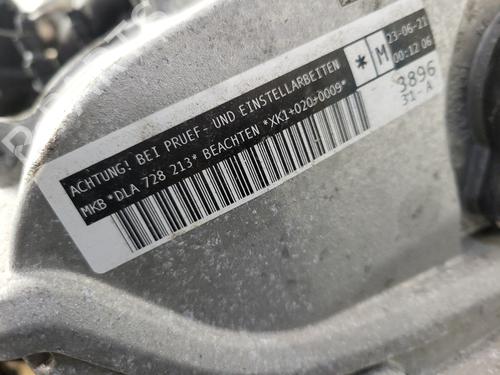 ACHTUNG! BEI PRUEF- UND EINSTELLARBEITEN
MKB *DLA 728 213* BEACHTEN *XK1+020+0009*
*
M
23-06-21
00:12 06
3896
31-A